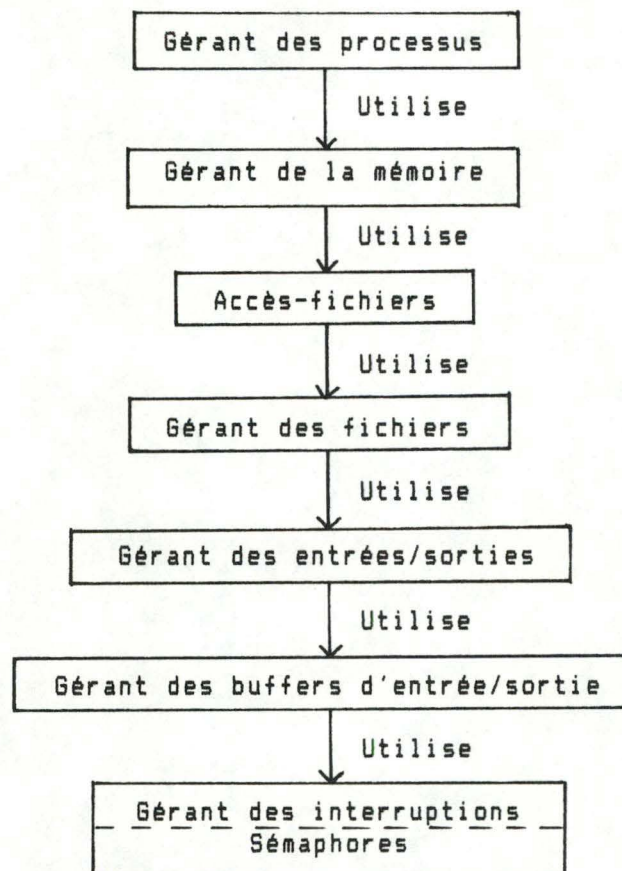 Gérant des processus
Utilise
Gérant de la mémoire
Utilise
Accès-fichiers
Utilise
Gérant des fichiers
Utilise
Gérant des entrées/sorties
Utilise
Gérant des buffers d'entrée/sortie
Utilise
Gérant des interruptions
Sémaphores